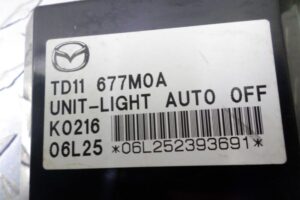 TD11 677M0A
UNIT-LIGHT AUTO OFF
K0216
06L25 *06L252393691*